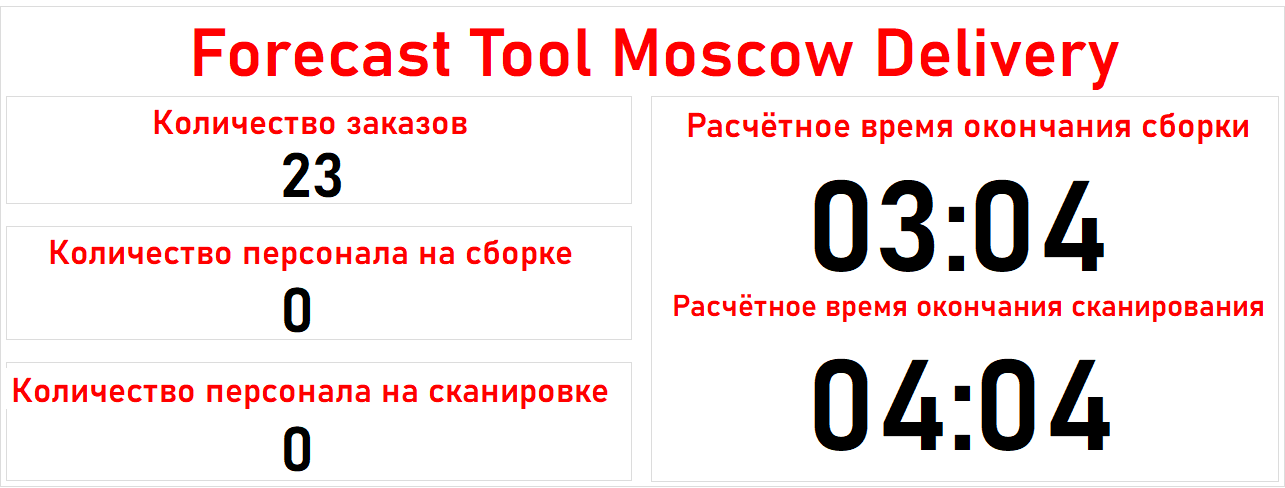 Forecast Tool Moscow Delivery
Количество заказов
23
Количество персонала на сборке
0
Количество персонала на сканировке
0
Расчётное время окончания сборки
03:04
Расчётное время окончания сканирования
04:04